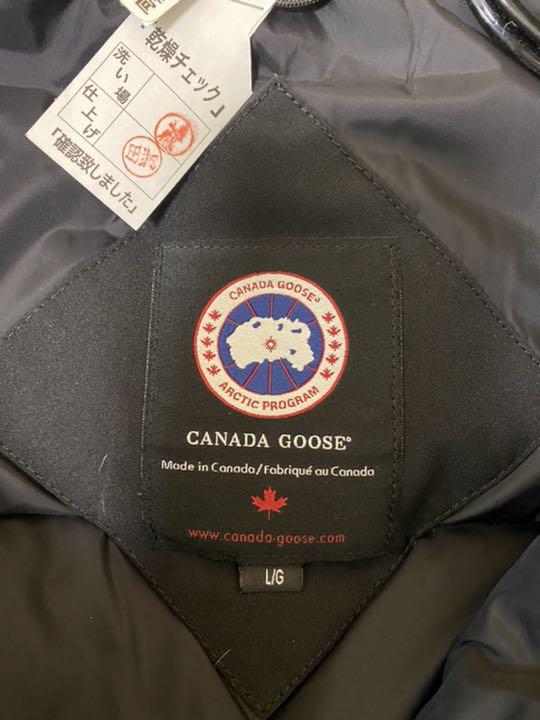 「乾燥チェック」
洗い場
仕上げ
「確認致しました」
CANADA GOOSE®
ARCTIC PROGRAM
CANADA GOOSE®
Made in Canada/Fabriqué au Canada
www.canada-goose.com
L/G